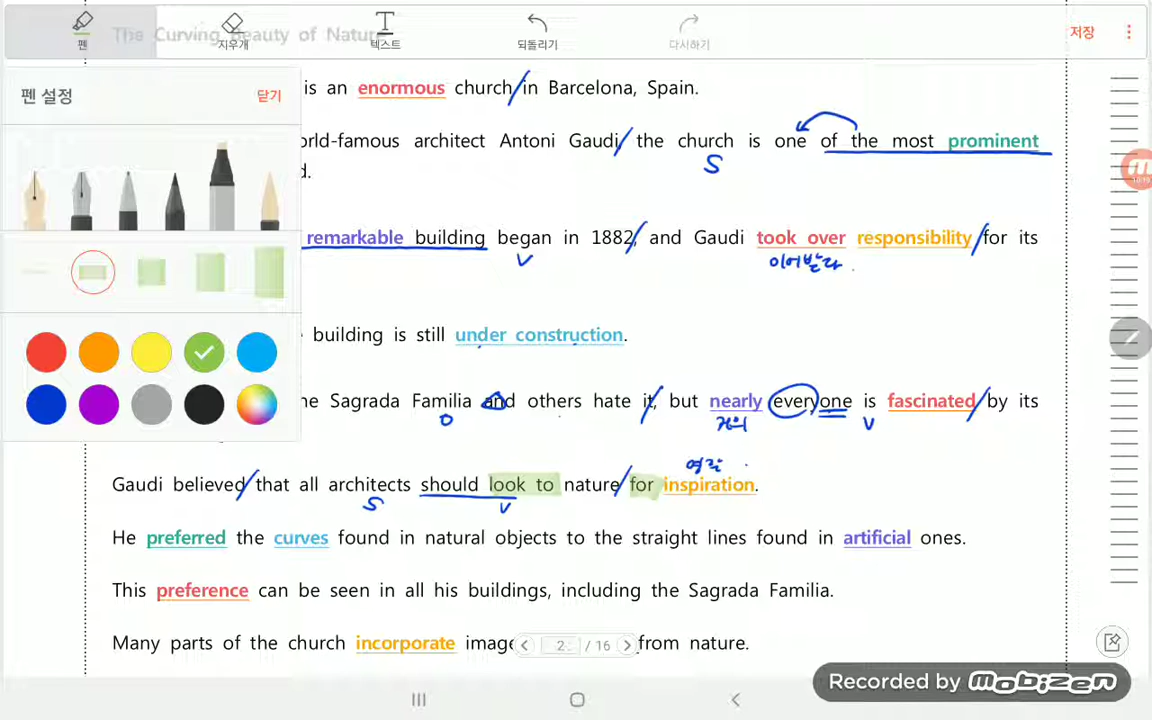 The Curving Beauty of Nature
펜 지우개 텍스트 되돌리기 다시하기 저장
펜 설정 닫기
is an enormous church in Barcelona, Spain.
orld-famous architect Antoni Gaudi, the church is one of the most prominent
S
d.
remarkable building began in 1882, and Gaudi took over responsibility for its
V 이어받다
building is still under construction.
he Sagrada Familia and others hate it, but nearly everyone is fascinated by its
O 거의 V
영감
Gaudi believed that all architects should look to nature for inspiration.
S V
He preferred the curves found in natural objects to the straight lines found in artificial ones.
This preference can be seen in all his buildings, including the Sagrada Familia.
Many parts of the church incorporate imag from nature.
2 / 16
Recorded by mobizen